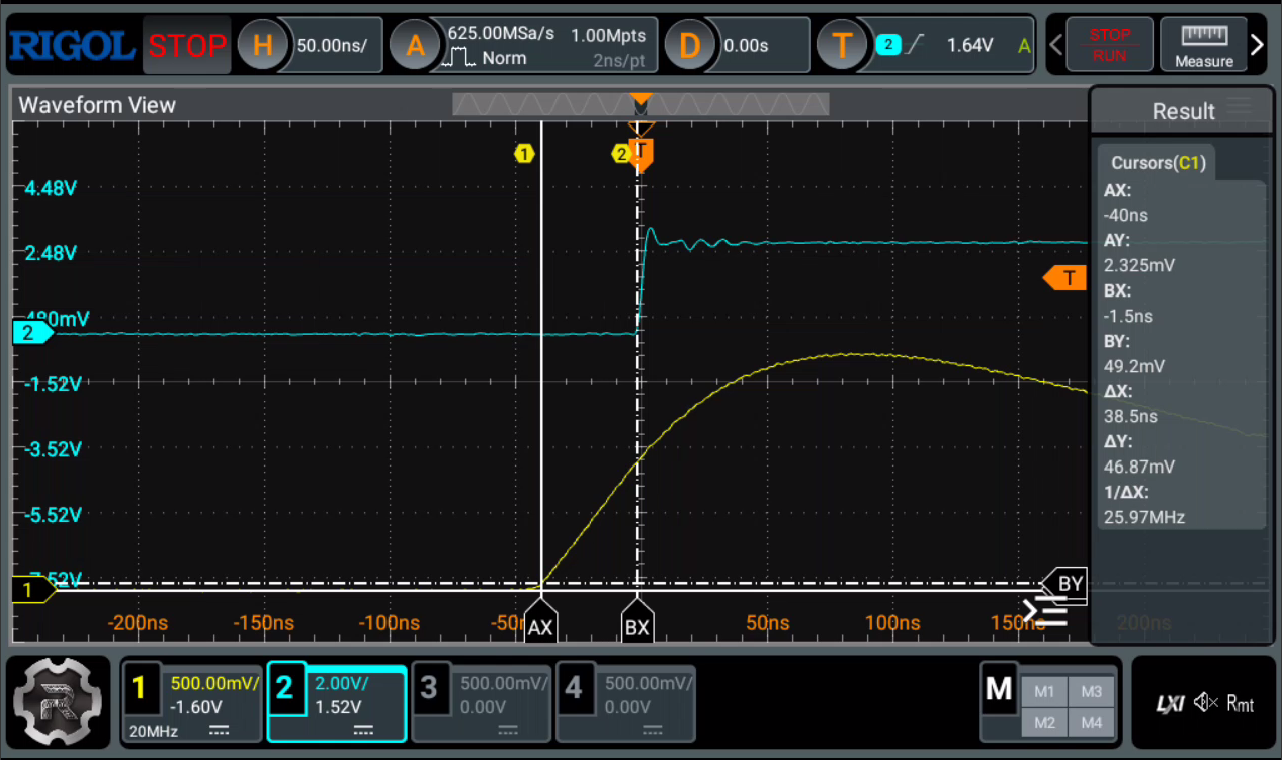 RIGOL STOP H 50.00ns/ A 625.00MSa/s 1.00Mpts D 0.00s T 2 1.64V A STOP
Norm 2ns/pt RUN Measure
Waveform View
Result
1 2 T
Cursors(C1)
AX:
-40ns
AY:
2.325mV
BX:
-1.5ns
BY:
49.2mV
ΔX:
38.5ns
ΔY:
46.87mV
1/ΔX:
25.97MHz
4.48V
2.48V
T
480mV
2
-1.52V
-3.52V
-5.52V
-7.52V
1
BY
-200ns -150ns -100ns -50ns AX BX 50ns 100ns 150ns 200ns
1 500.00mV/ 2 2.00V/ 3 500.00mV/ 4 500.00mV/ M M1 M3
-1.60V 1.52V 0.00V 0.00V M2 M4
20MHz
R
LXI Rmt